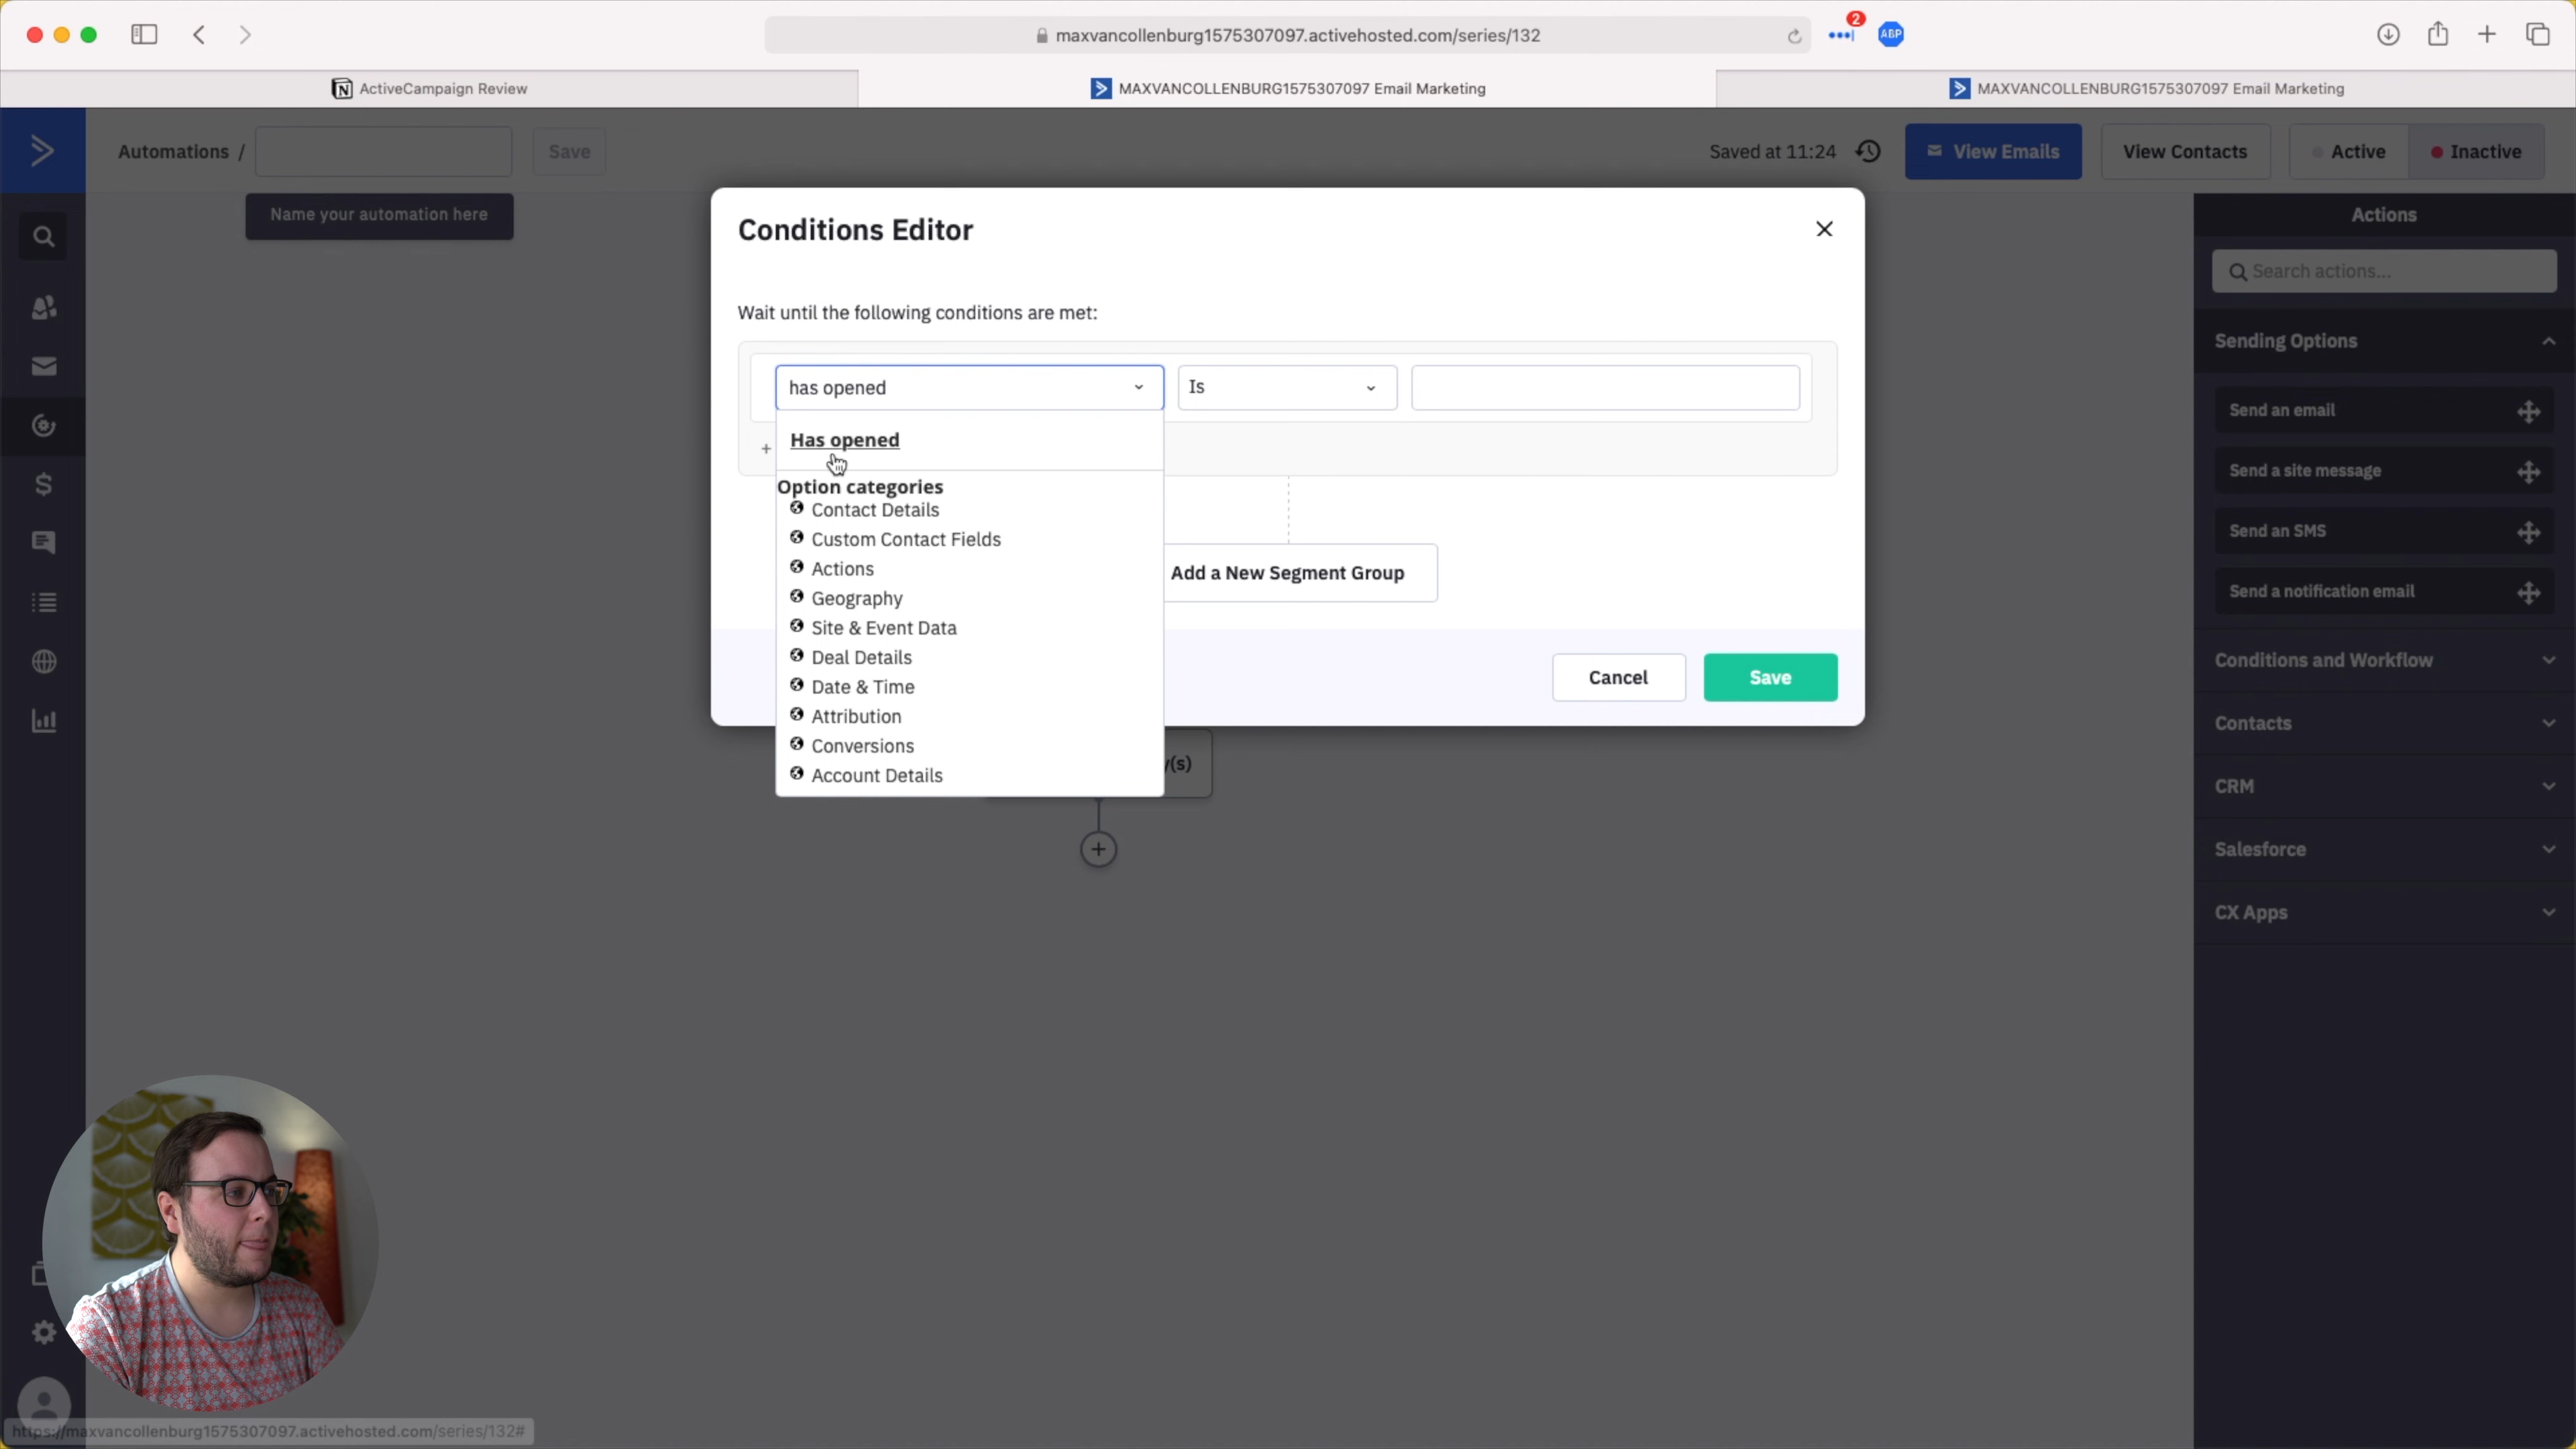 maxvancollenburg1575307097.activehosted.com/series/132
2
ABP
ActiveCampaign Review
MAXVANCOLLENBURG1575307097 Email Marketing
MAXVANCOLLENBURG1575307097 Email Marketing
Automations /
Save
Saved at 11:24
View Emails
View Contacts
Active
Inactive
Name your automation here
Conditions Editor
Wait until the following conditions are met:
has opened
Is
Has opened
+
Option categories
Contact Details
Custom Contact Fields
Actions
Geography
Site & Event Data
Deal Details
Date & Time
Attribution
Conversions
Account Details
Add a New Segment Group
Cancel
Save
(s)
Actions
Search actions...
Sending Options
Send an email
Send a site message
Send an SMS
Send a notification email
Conditions and Workflow
Contacts
CRM
Salesforce
CX Apps
https://maxvancollenburg1575307097.activehosted.com/series/132#